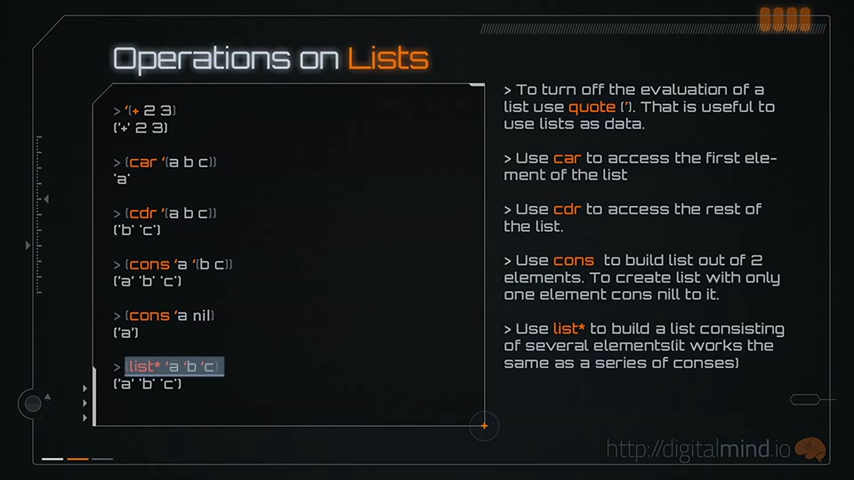 Operations on Lists
> '(+ 2 3)
('+' 2 3)
> (car '(a b c))
'a'
> (cdr '(a b c))
('b' 'c')
> (cons 'a '(b c))
('a' 'b' 'c')
> (cons 'a nil)
('a')
> (list* 'a 'b 'c)
('a' 'b' 'c')
> To turn off the evaluation of a
list use quote ('). That is useful to
use lists as data.
> Use car to access the first ele-
ment of the list
> Use cdr to access the rest of
the list.
> Use cons to build list out of 2
elements. To create list with only
one element cons nill to it.
> Use list* to build a list consisting
of several elements(it works the
same as a series of conses)
http://digitalmind.io